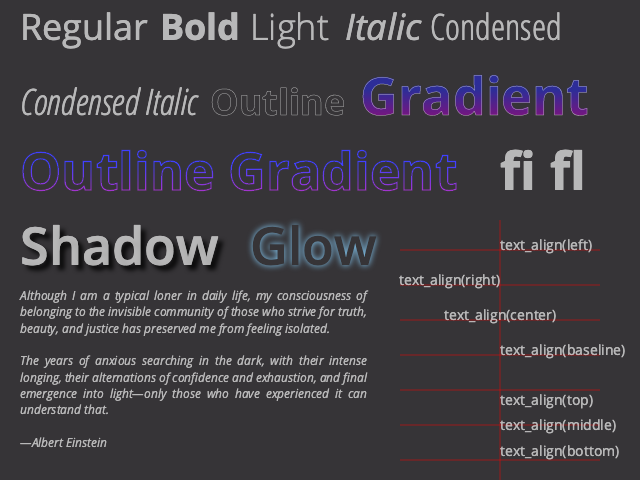 Regular Bold Light Italic Condensed
Condensed Italic Outline Gradient
Outline Gradient fi fl
Shadow Glow
Although I am a typical loner in daily life, my consciousness of
belonging to the invisible community of those who strive for truth,
beauty, and justice has preserved me from feeling isolated.
The years of anxious searching in the dark, with their intense
longing, their alternations of confidence and exhaustion, and final
emergence into light—only those who have experienced it can
understand that.
—Albert Einstein
text_align(left)
text_align(right)
text_align(center)
text_align(baseline)
text_align(top)
text_align(middle)
text_align(bottom)